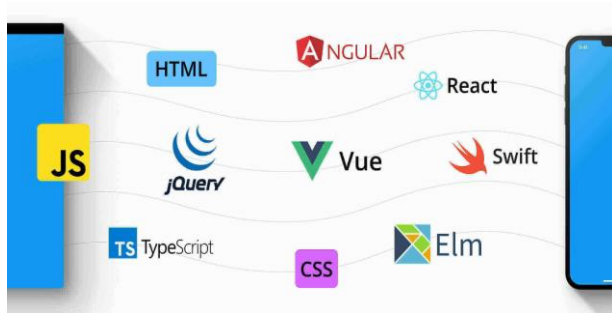 HTML
ANGULAR
React
JS
jQuery
Vue
Swift
TS TypeScript
CSS
Elm